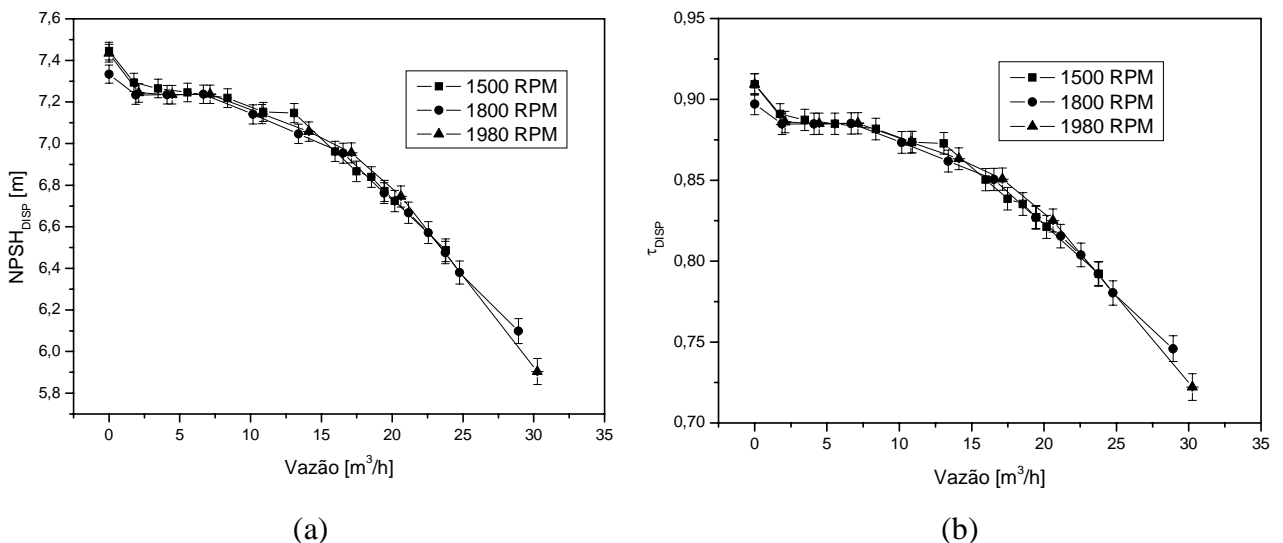 7,6
7,4
7,2
7,0
6,8
6,6
6,4
6,2
6,0
5,8
NPSH_DISP [m]
1500 RPM
1800 RPM
1980 RPM
0 5 10 15 20 25 30 35
Vazão [m³/h]
(a)
0,95
0,90
0,85
0,80
0,75
0,70
τ_DISP
1500 RPM
1800 RPM
1980 RPM
0 5 10 15 20 25 30 35
Vazão [m³/h]
(b)